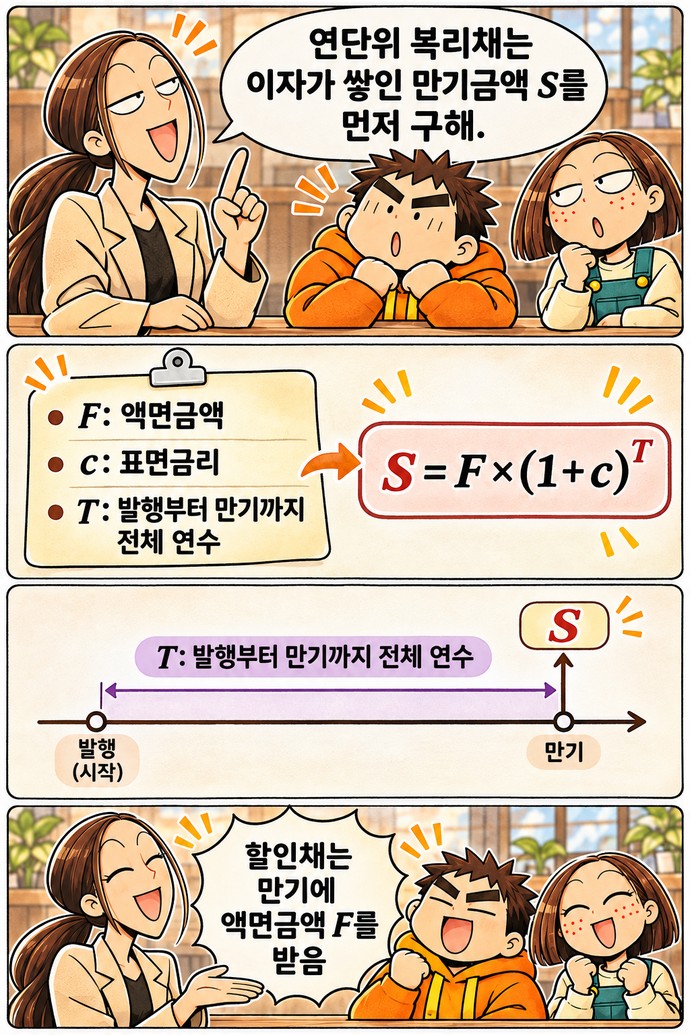 연단위 복리채는
이자가 쌓인 만기금액 S를
먼저 구해.
F: 액면금액
c: 표면금리
T: 발행부터 만기까지
전체 연수
S=F×(1+c)^T
S
T: 발행부터 만기까지 전체 연수
발행
(시작)
만기
할인채는
만기에
액면금액 F를
받음